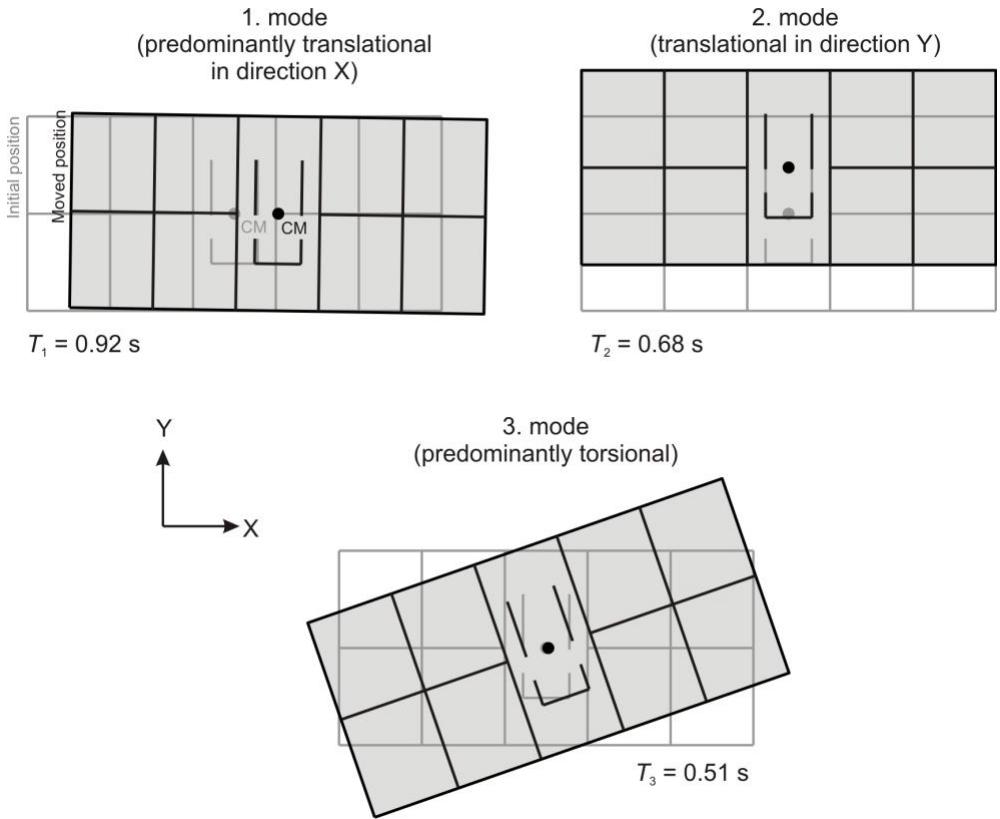 1. mode
(predominantly translational
in direction X)
Initial position
Moved position
CM
CM
T₁ = 0.92 s
2. mode
(translational in direction Y)
T₂ = 0.68 s
Y
X
3. mode
(predominantly torsional)
T₃ = 0.51 s